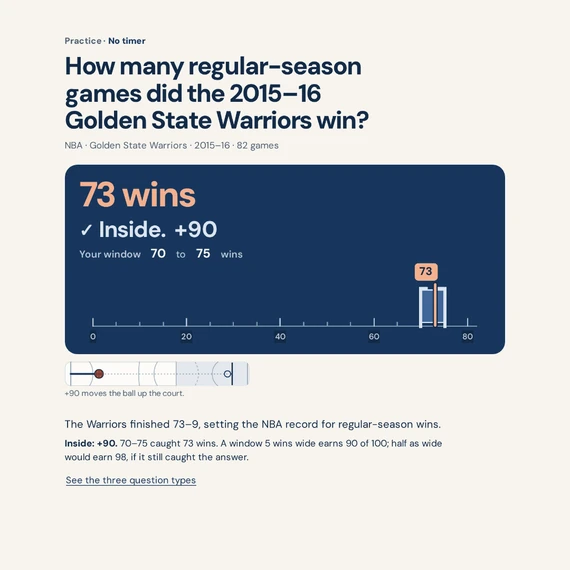 Practice · No timer
How many regular-season
games did the 2015–16
Golden State Warriors win?
NBA · Golden State Warriors · 2015–16 · 82 games
73 wins
✓ Inside. +90
Your window 70 to 75 wins
73
0 20 40 60 80
+90 moves the ball up the court.
The Warriors finished 73–9, setting the NBA record for regular-season wins.
Inside: +90. 70–75 caught 73 wins. A window 5 wins wide earns 90 of 100; half as wide
would earn 98, if it still caught the answer.
See the three question types